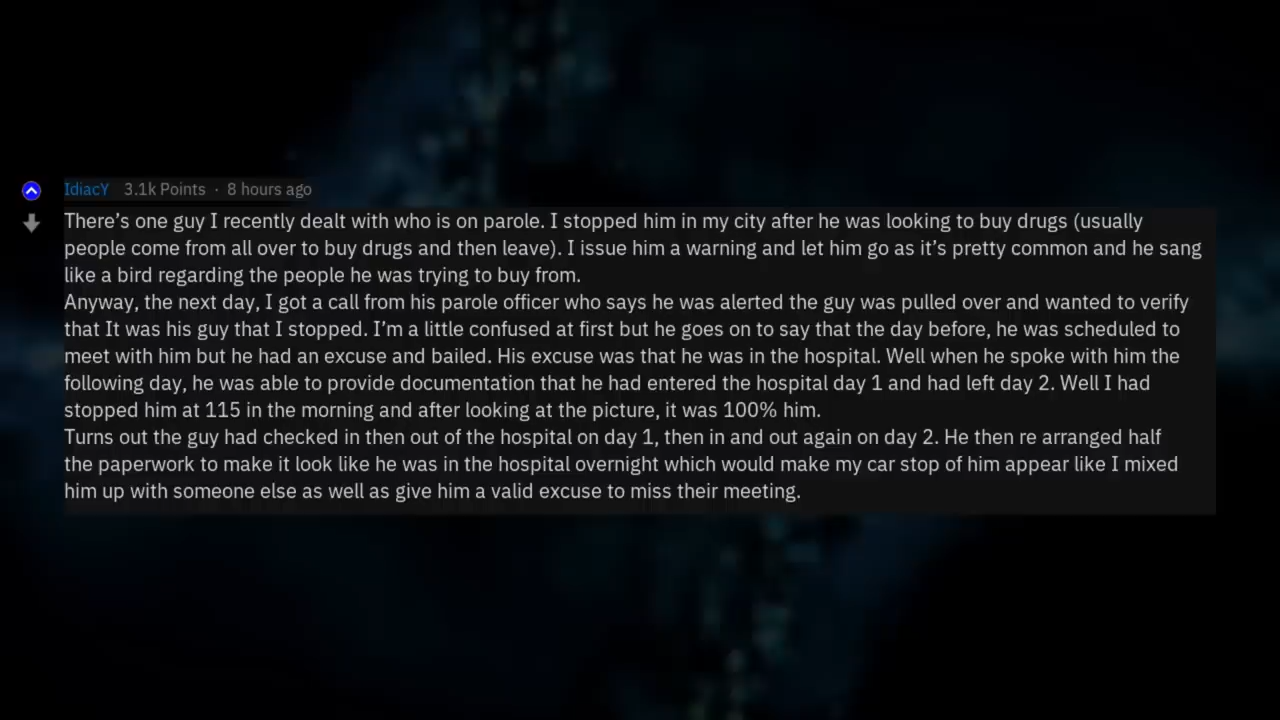 IdiacY 3.1k Points · 8 hours ago
There’s one guy I recently dealt with who is on parole. I stopped him in my city after he was looking to buy drugs (usually
people come from all over to buy drugs and then leave). I issue him a warning and let him go as it’s pretty common and he sang
like a bird regarding the people he was trying to buy from.
Anyway, the next day, I got a call from his parole officer who says he was alerted the guy was pulled over and wanted to verify
that It was his guy that I stopped. I’m a little confused at first but he goes on to say that the day before, he was scheduled to
meet with him but he had an excuse and bailed. His excuse was that he was in the hospital. Well when he spoke with him the
following day, he was able to provide documentation that he had entered the hospital day 1 and had left day 2. Well I had
stopped him at 115 in the morning and after looking at the picture, it was 100% him.
Turns out the guy had checked in then out of the hospital on day 1, then in and out again on day 2. He then re arranged half
the paperwork to make it look like he was in the hospital overnight which would make my car stop of him appear like I mixed
him up with someone else as well as give him a valid excuse to miss their meeting.